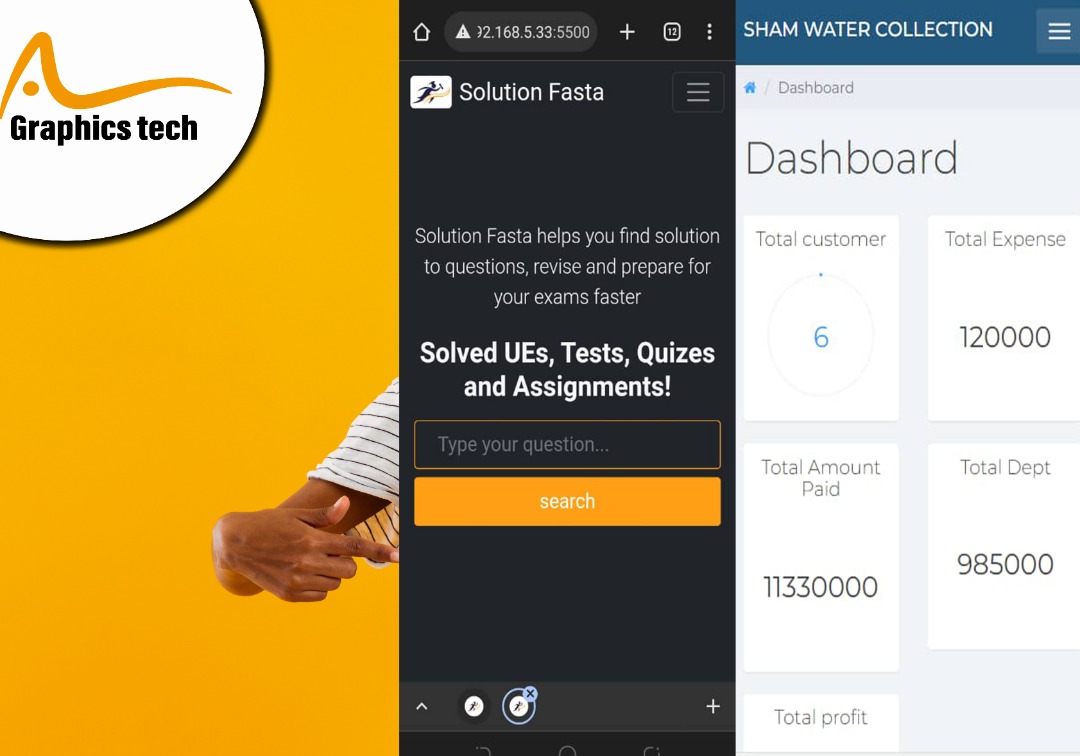 Graphics tech
92.168.5.33:5500
12
Solution Fasta
Solution Fasta helps you find solution
to questions, revise and prepare for
your exams faster
Solved UEs, Tests, Quizes
and Assignments!
Type your question...
search
SHAM WATER COLLECTION
/ Dashboard
Dashboard
Total customer
6
Total Expense
120000
Total Amount
Paid
11330000
Total Dept
985000
Total profit